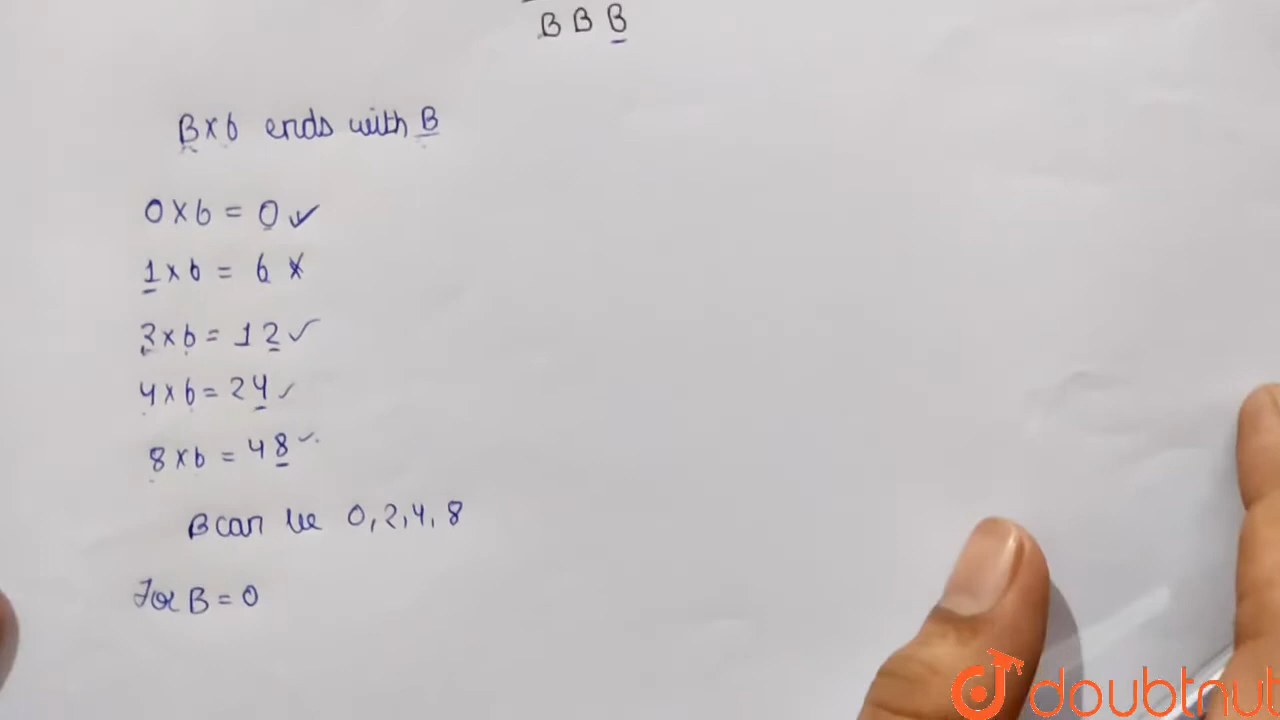 B B B
B x 6 ends with B
0 x 6 = 0 ✓
1 x 6 = 6 ×
2 x 6 = 12 ✓
4 x 6 = 24 ✓
8 x 6 = 48 ✓
B can be 0, 2, 4, 8
For B = 0
doubtnut